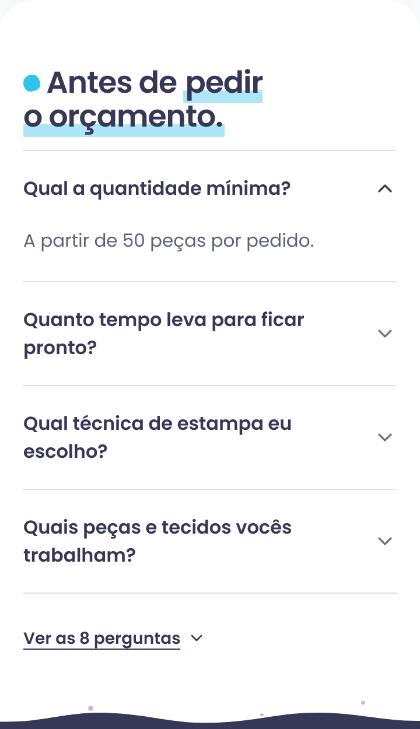 Antes de pedir
o orçamento.
Qual a quantidade mínima?
A partir de 50 peças por pedido.
Quanto tempo leva para ficar
pronto?
Qual técnica de estampa eu
escolho?
Quais peças e tecidos vocês
trabalham?
Ver as 8 perguntas